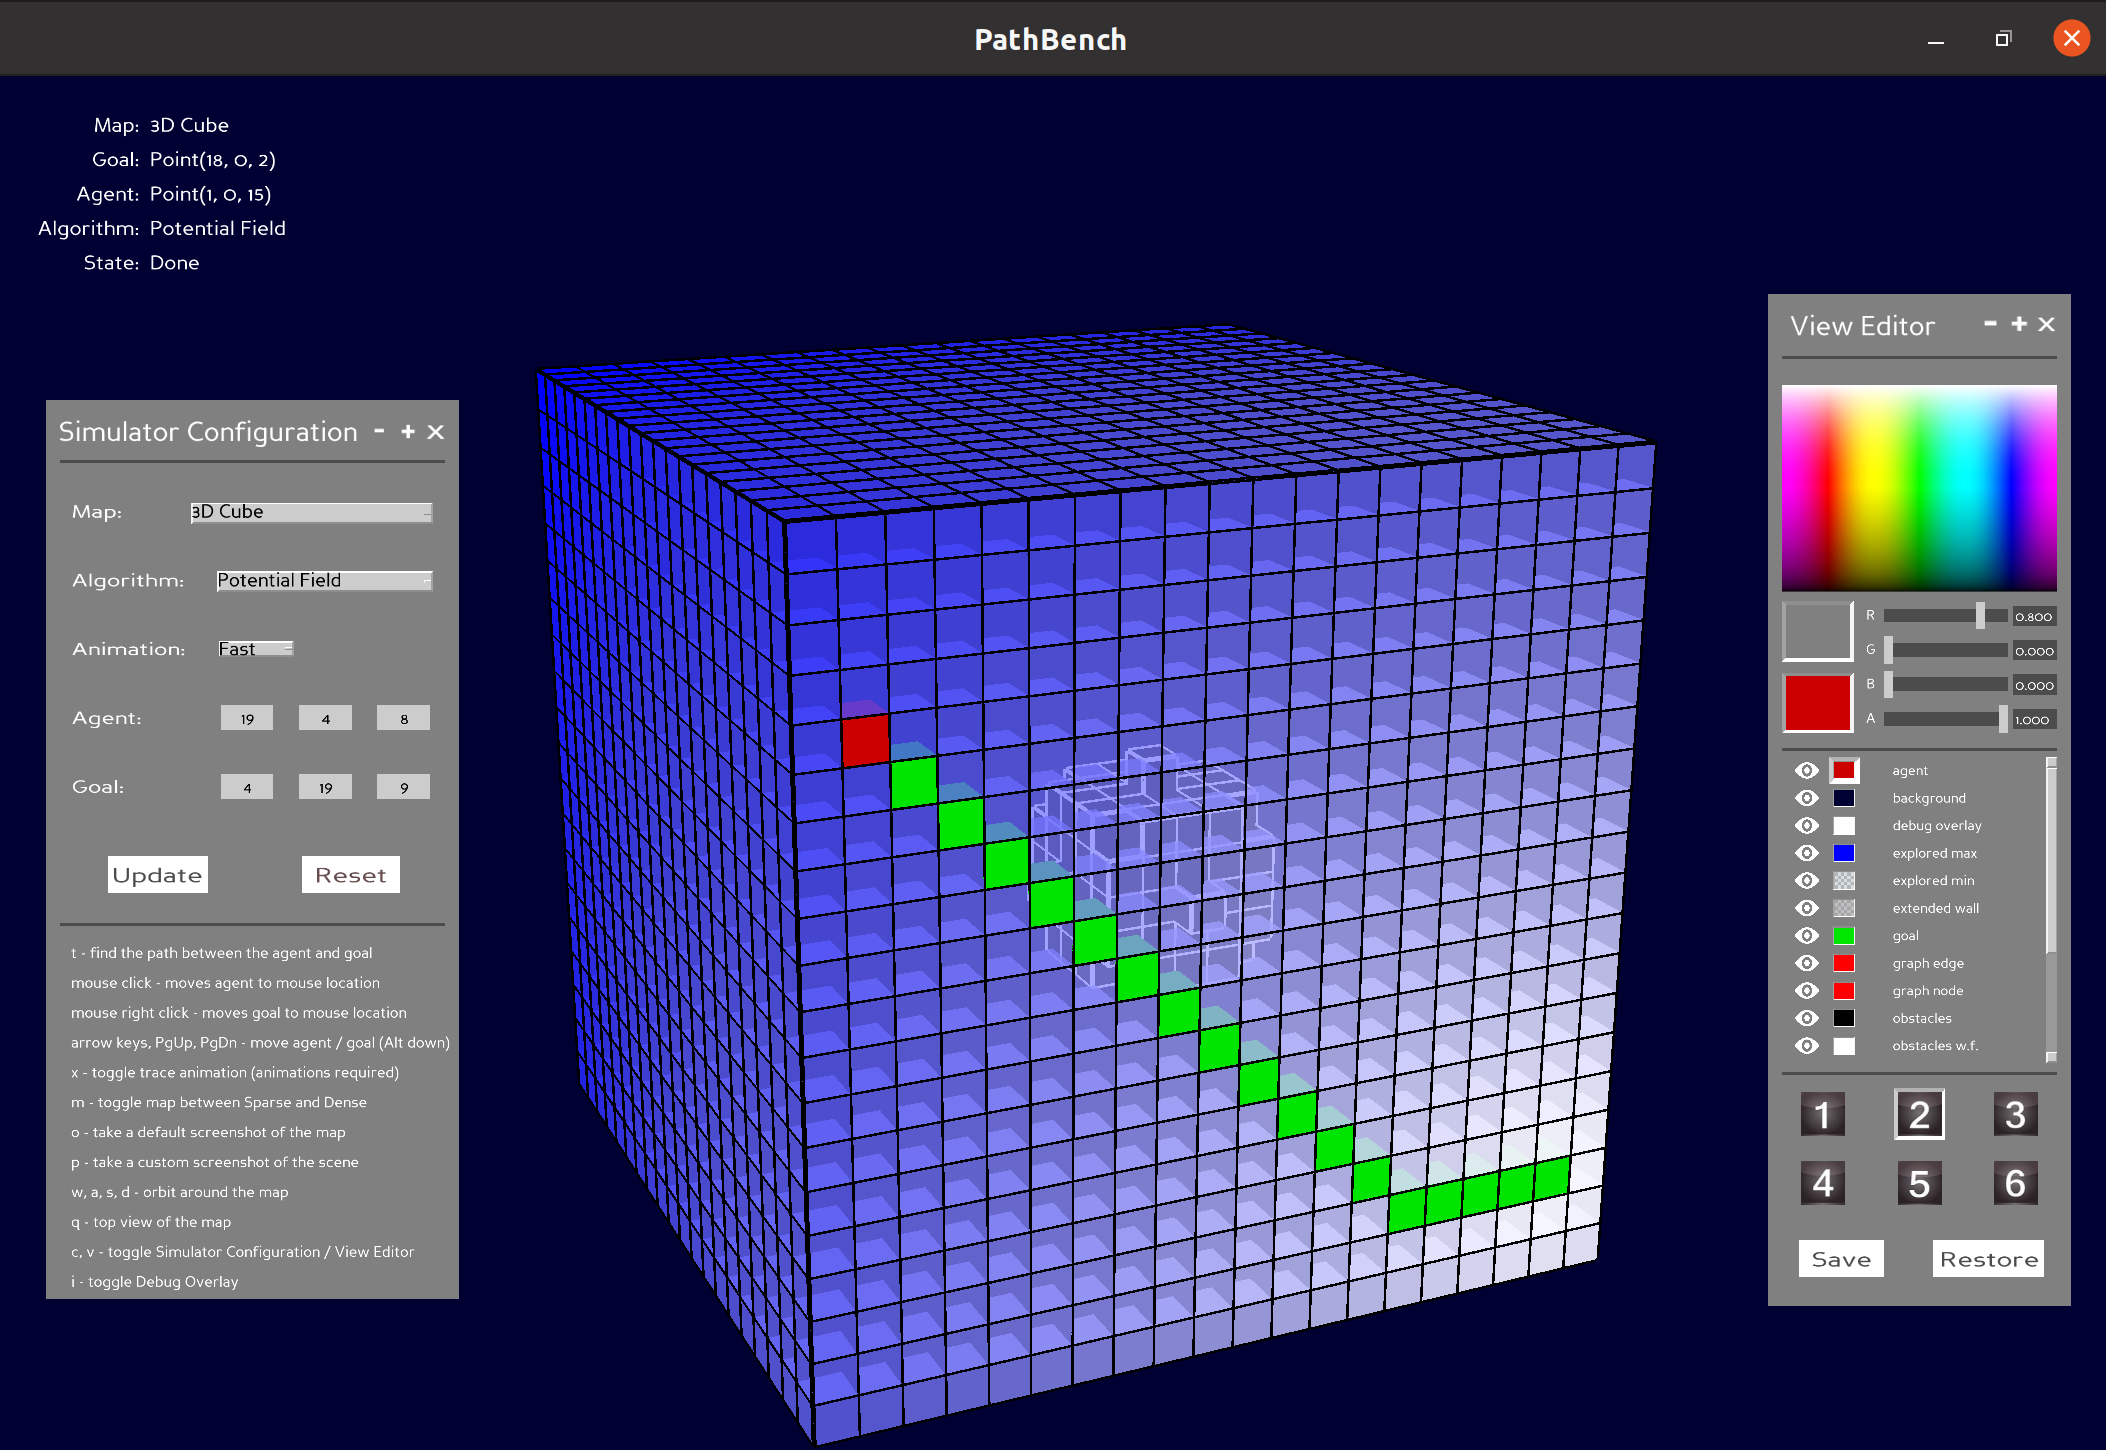 PathBench
Map: 3D Cube
Goal: Point(18, 0, 2)
Agent: Point(1, 0, 15)
Algorithm: Potential Field
State: Done
Simulator Configuration - + x
Map: 3D Cube
Algorithm: Potential Field
Animation: Fast
Agent: 19 4 8
Goal: 4 19 9
Update Reset
t - find the path between the agent and goal
mouse click - moves agent to mouse location
mouse right click - moves goal to mouse location
arrow keys, PgUp, PgDn - move agent / goal (Alt down)
x - toggle trace animation (animations required)
m - toggle map between Sparse and Dense
o - take a default screenshot of the map
p - take a custom screenshot of the scene
w, a, s, d - orbit around the map
q - top view of the map
c, v - toggle Simulator Configuration / View Editor
i - toggle Debug Overlay
View Editor - + x
R 0.800
G 0.000
B 0.000
A 1.000
agent
background
debug overlay
explored max
explored min
extended wall
goal
graph edge
graph node
obstacles
obstacles w.f.
1 2 3
4 5 6
Save Restore